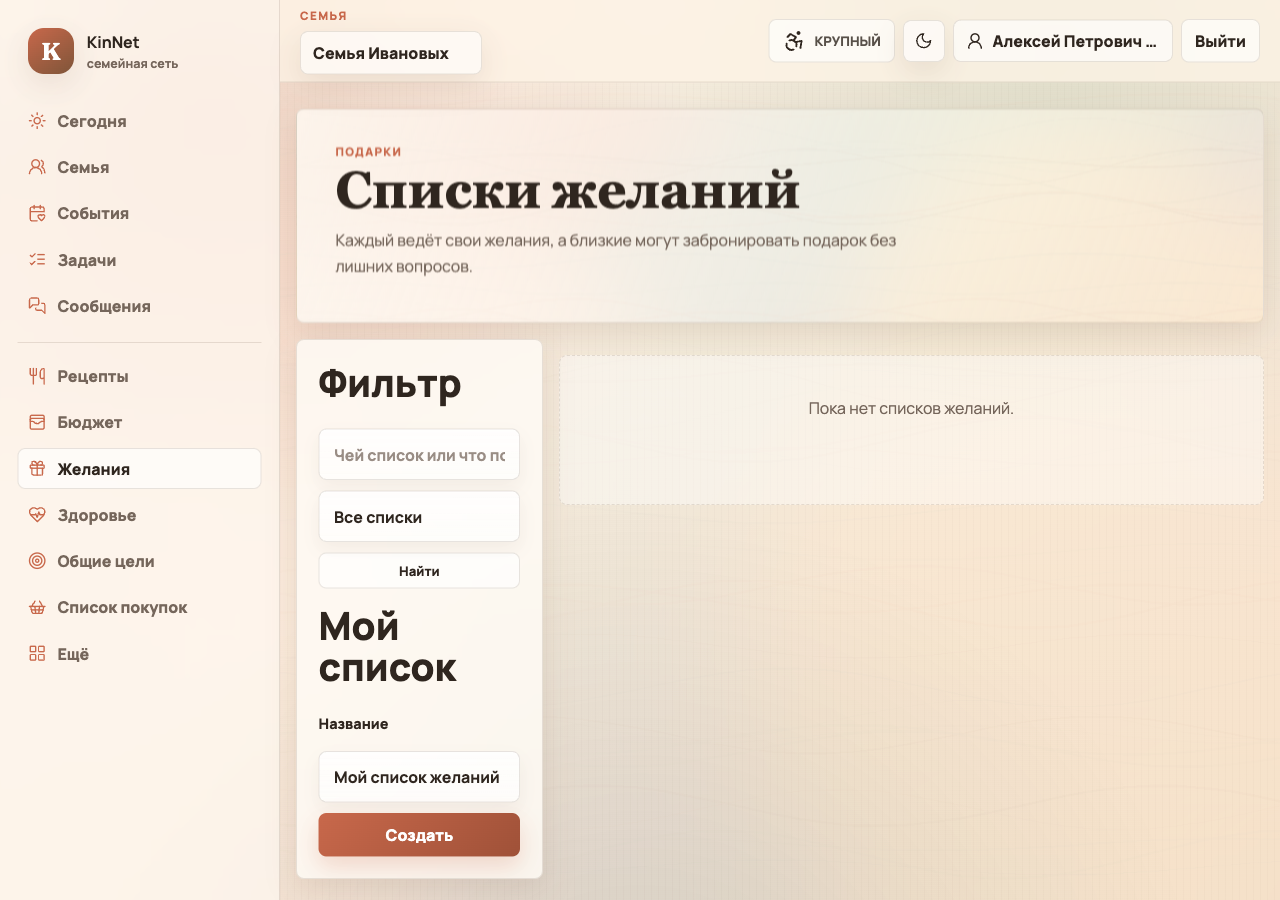 K
KinNet
семейная сеть
Сегодня
Семья
События
Задачи
Сообщения
Рецепты
Бюджет
Желания
Здоровье
Общие цели
Список покупок
Ещё
СЕМЬЯ
Семья Ивановых
КРУПНЫЙ
Алексей Петрович ...
Выйти
ПОДАРКИ
Списки желаний
Каждый ведёт свои желания, а близкие могут забронировать подарок без
лишних вопросов.
Фильтр
Чей список или что
Все списки
Найти
Мой
список
Название
Мой список желаний
Создать
Пока нет списков желаний.